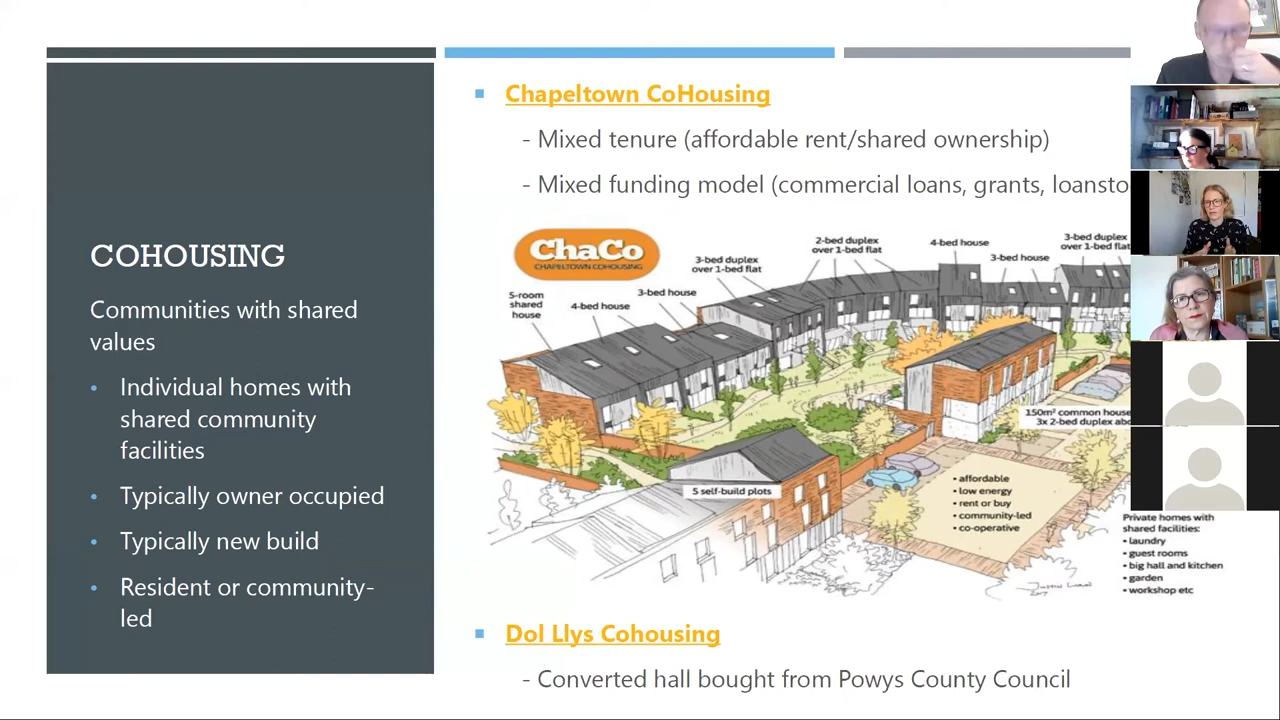 COHOUSING
Communities with shared
values
• Individual homes with
shared community
facilities
• Typically owner occupied
• Typically new build
• Resident or community-
led
Chapeltown CoHousing
- Mixed tenure (affordable rent/shared ownership)
- Mixed funding model (commercial loans, grants, loansto
ChaCo
CHAPELTOWN COHOUSING
5-room
shared
house
4-bed house
3-bed house
3-bed duplex
over 1-bed flat
2-bed duplex
over 1-bed flat
4-bed house
3-bed house
3-bed duplex
over 1-bed flat
150m² common house
3x 2-bed duplex abo
5 self-build plots
• affordable
• low energy
• rent or buy
• community-led
• co-operative
Private homes with
shared facilities:
• laundry
• guest rooms
• big hall and kitchen
• garden
• workshop etc
2017
Dol Llys Cohousing
- Converted hall bought from Powys County Council